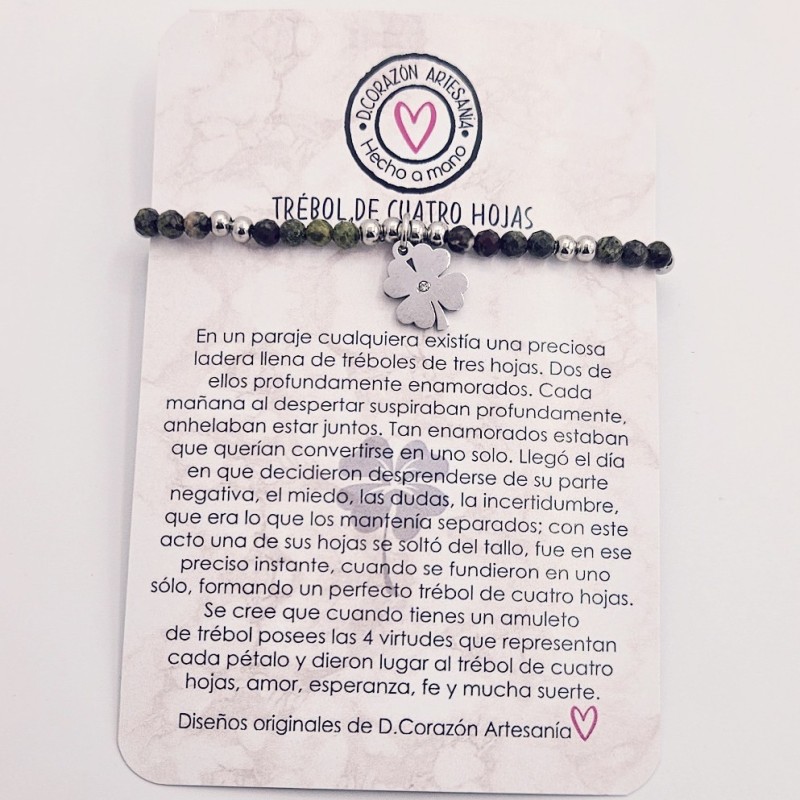 D.CORAZÓN ARTESANÍA
Hecho a mano
TRÉBOL DE CUATRO HOJAS
En un paraje cualquiera existía una preciosa
ladera llena de tréboles de tres hojas. Dos de
ellos profundamente enamorados. Cada
mañana al despertar suspiraban profundamente,
anhelaban estar juntos. Tan enamorados estaban
que querían convertirse en uno solo. Llegó el día
en que decidieron desprenderse de su parte
negativa, el miedo, las dudas, la incertidumbre,
que era lo que los mantenía separados; con este
acto una de sus hojas se soltó del tallo, fue en ese
preciso instante, cuando se fundieron en uno
sólo, formando un perfecto trébol de cuatro hojas.
Se cree que cuando tienes un amuleto
de trébol posees las 4 virtudes que representan
cada pétalo y dieron lugar al trébol de cuatro
hojas, amor, esperanza, fe y mucha suerte.
Diseños originales de D.Corazón Artesanía